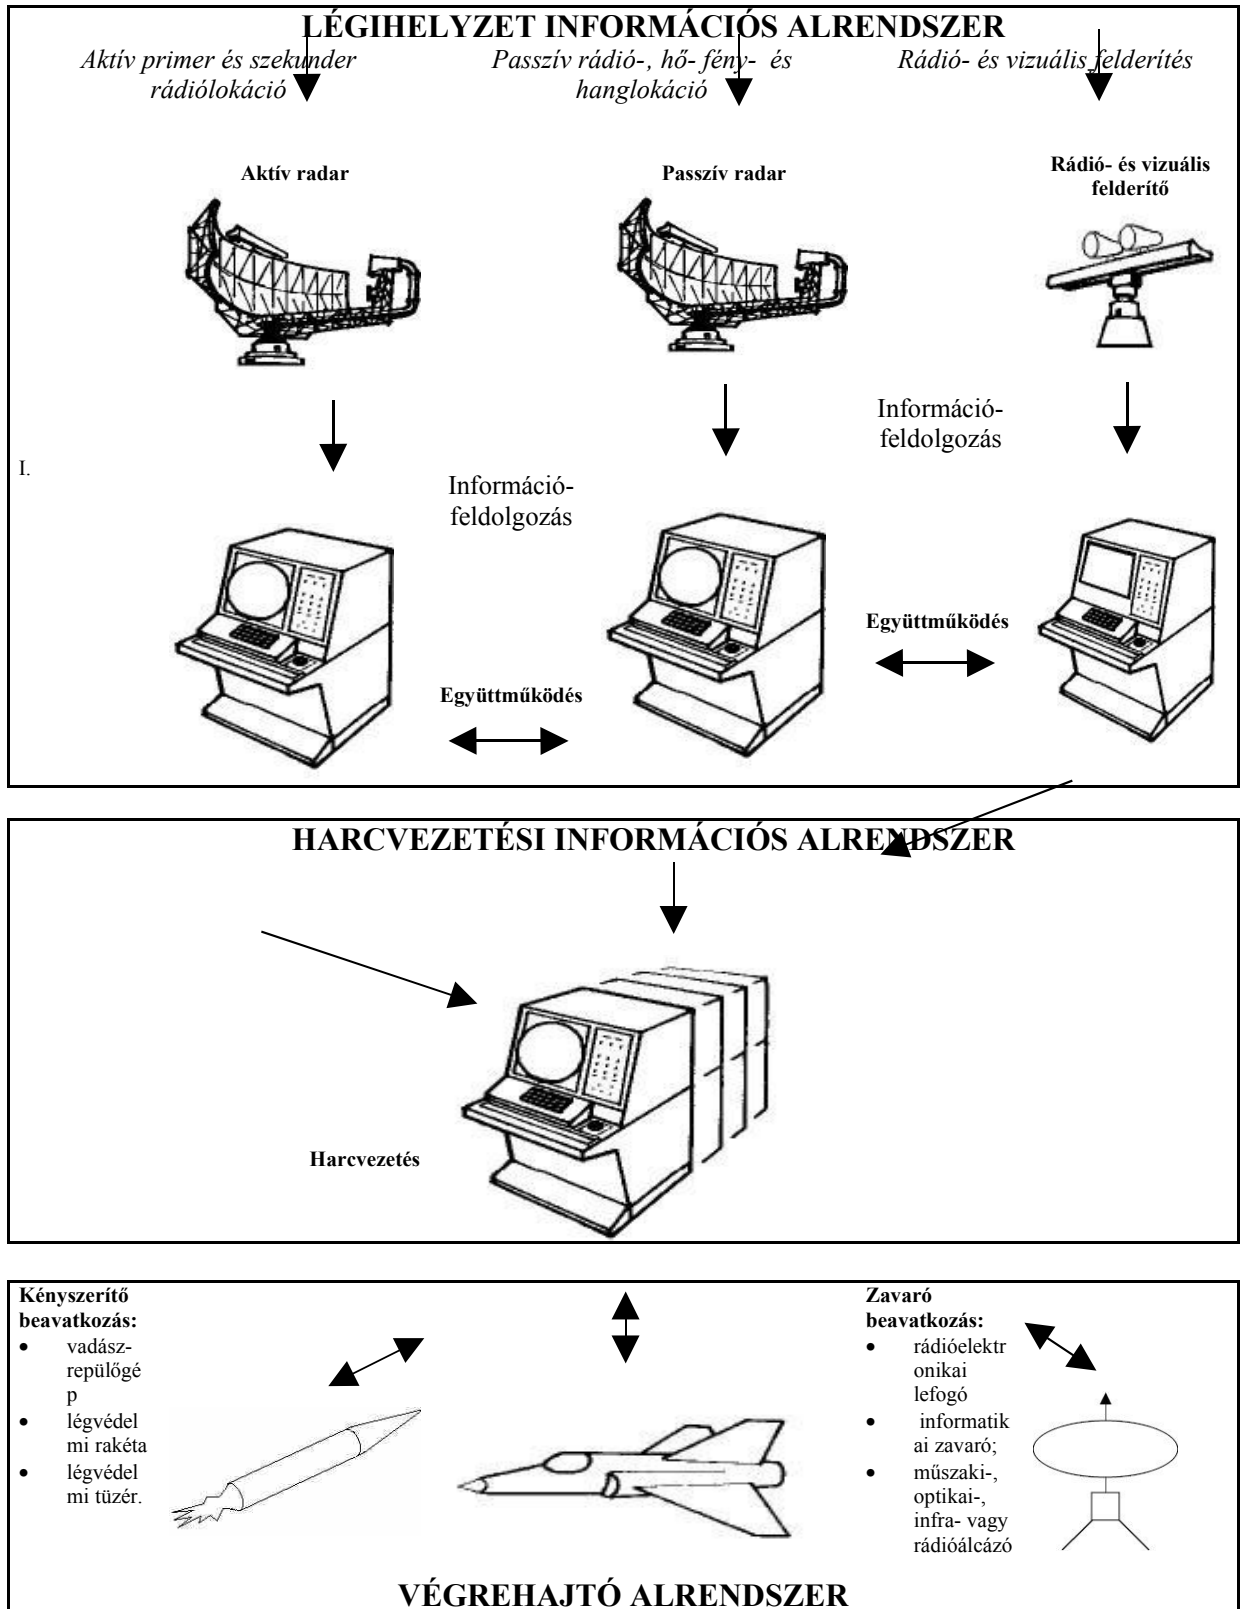 LÉGIHELYZET INFORMÁCIÓS ALRENDSZER
Aktív primer és szekunder
rádiólokáció
Passzív rádió-, hő- fény- és
hanglokáció
Rádió- és vizuális felderítés
Aktív radar
Passzív radar
Rádió- és vizuális
felderítő
Információ-
feldolgozás
I.
Információ-
feldolgozás
Együttműködés
Együttműködés
HARCVEZETÉSI INFORMÁCIÓS ALRENDSZER
Harcvezetés
Kényszerítő
beavatkozás:
• vadász-
repülőgé
p
• légvédel
mi rakéta
• légvédel
mi tüzér.
Zavaró
beavatkozás:
• rádióelektr
onikai
lefogó
• informatik
ai zavaró;
• műszaki-,
optikai-,
infra- vagy
rádióálcázó
VÉGREHAJTÓ ALRENDSZER